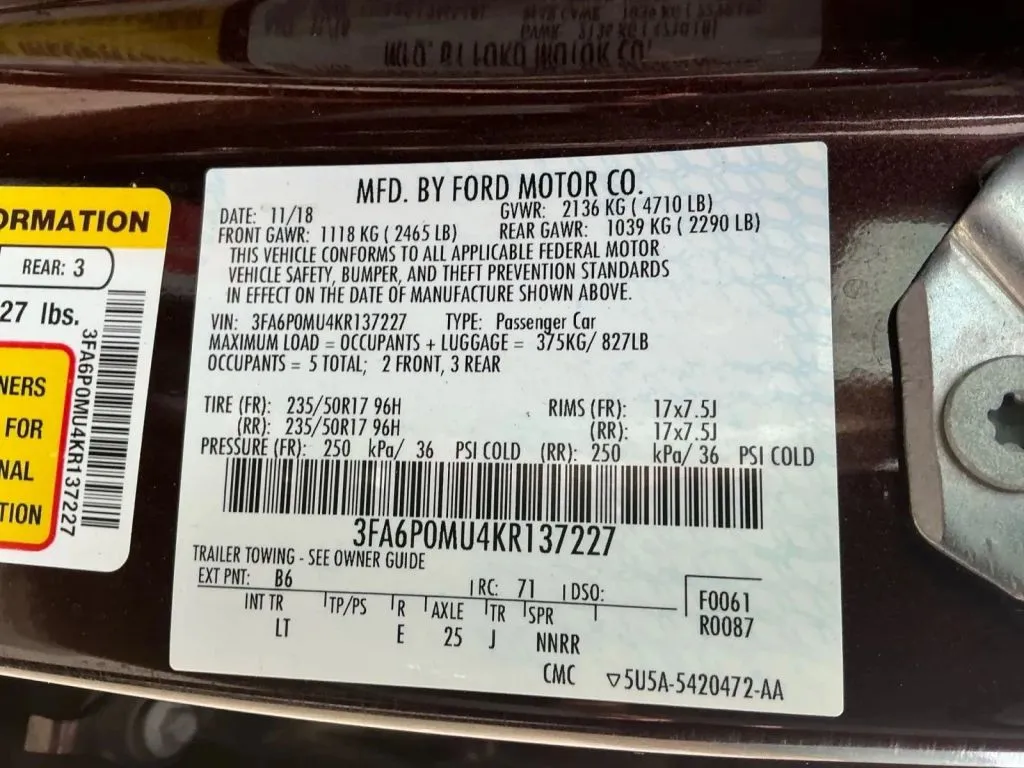 MFD. BY FORD MOTOR CO.
DATE: 11/18 GVWR: 2136 KG ( 4710 LB)
FRONT GAWR: 1118 KG ( 2465 LB) REAR GAWR: 1039 KG ( 2290 LB)
THIS VEHICLE CONFORMS TO ALL APPLICABLE FEDERAL MOTOR
VEHICLE SAFETY, BUMPER, AND THEFT PREVENTION STANDARDS
IN EFFECT ON THE DATE OF MANUFACTURE SHOWN ABOVE.
VIN: 3FA6P0MU4KR137227 TYPE: Passenger Car
MAXIMUM LOAD = OCCUPANTS + LUGGAGE = 375KG/ 827LB
OCCUPANTS = 5 TOTAL; 2 FRONT, 3 REAR
TIRE (FR): 235/50R17 96H RIMS (FR): 17x7.5J
(RR): 235/50R17 96H (RR): 17x7.5J
PRESSURE (FR): 250 kPa/ 36 PSI COLD (RR): 250 kPa/ 36 PSI COLD
3FA6P0MU4KR137227
TRAILER TOWING - SEE OWNER GUIDE
EXT PNT: B6 RC: 71 DSO:
INT TR TP/PS R AXLE TR SPR
LT E 25 J NNRR
F0061
R0087
CMC ▽5U5A-5420472-AA
ORMATION
REAR: 3
27 lbs.
NERS
FOR
NAL
TION
3FA6P0MU4KR137227